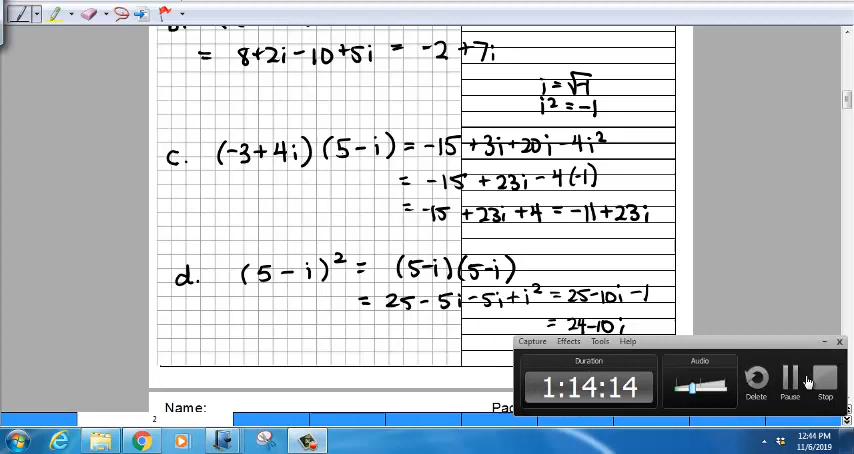 = 8+2i-10+5i = -2+7i
i = √-1
i² = -1
c. (-3+4i)(5-i) = -15+3i+20i-4i²
= -15+23i-4(-1)
= -15+23i+4 = -11+23i
d. (5-i)² = (5-i)(5-i)
= 25-5i-5i+i² = 25-10i-1
= 24-10i
Capture Effects Tools Help
Duration
Audio
1:14:14
Delete
Pause
Stop
Name:
2
12:44 PM
11/6/2019